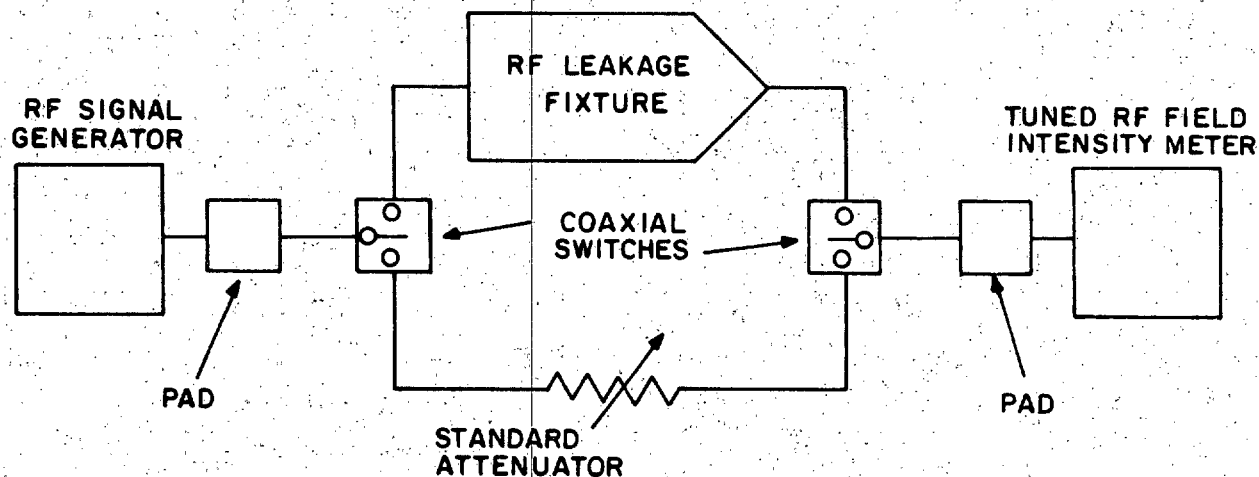 RF LEAKAGE
FIXTURE
RF SIGNAL
GENERATOR
TUNED RF FIELD
INTENSITY METER
COAXIAL
SWITCHES
PAD
PAD
STANDARD
ATTENUATOR